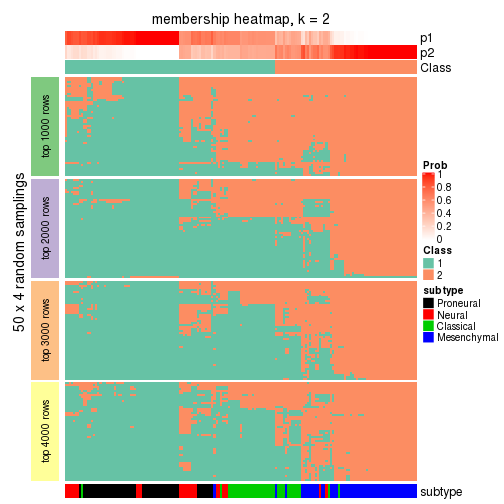 membership heatmap, k = 2
p1
p2
Class
50 x 4 random samplings
top 1000 rows
top 2000 rows
top 3000 rows
top 4000 rows
Prob
1
0.8
0.6
0.4
0.2
0
Class
1
2
subtype
Proneural
Neural
Classical
Mesenchymal
subtype